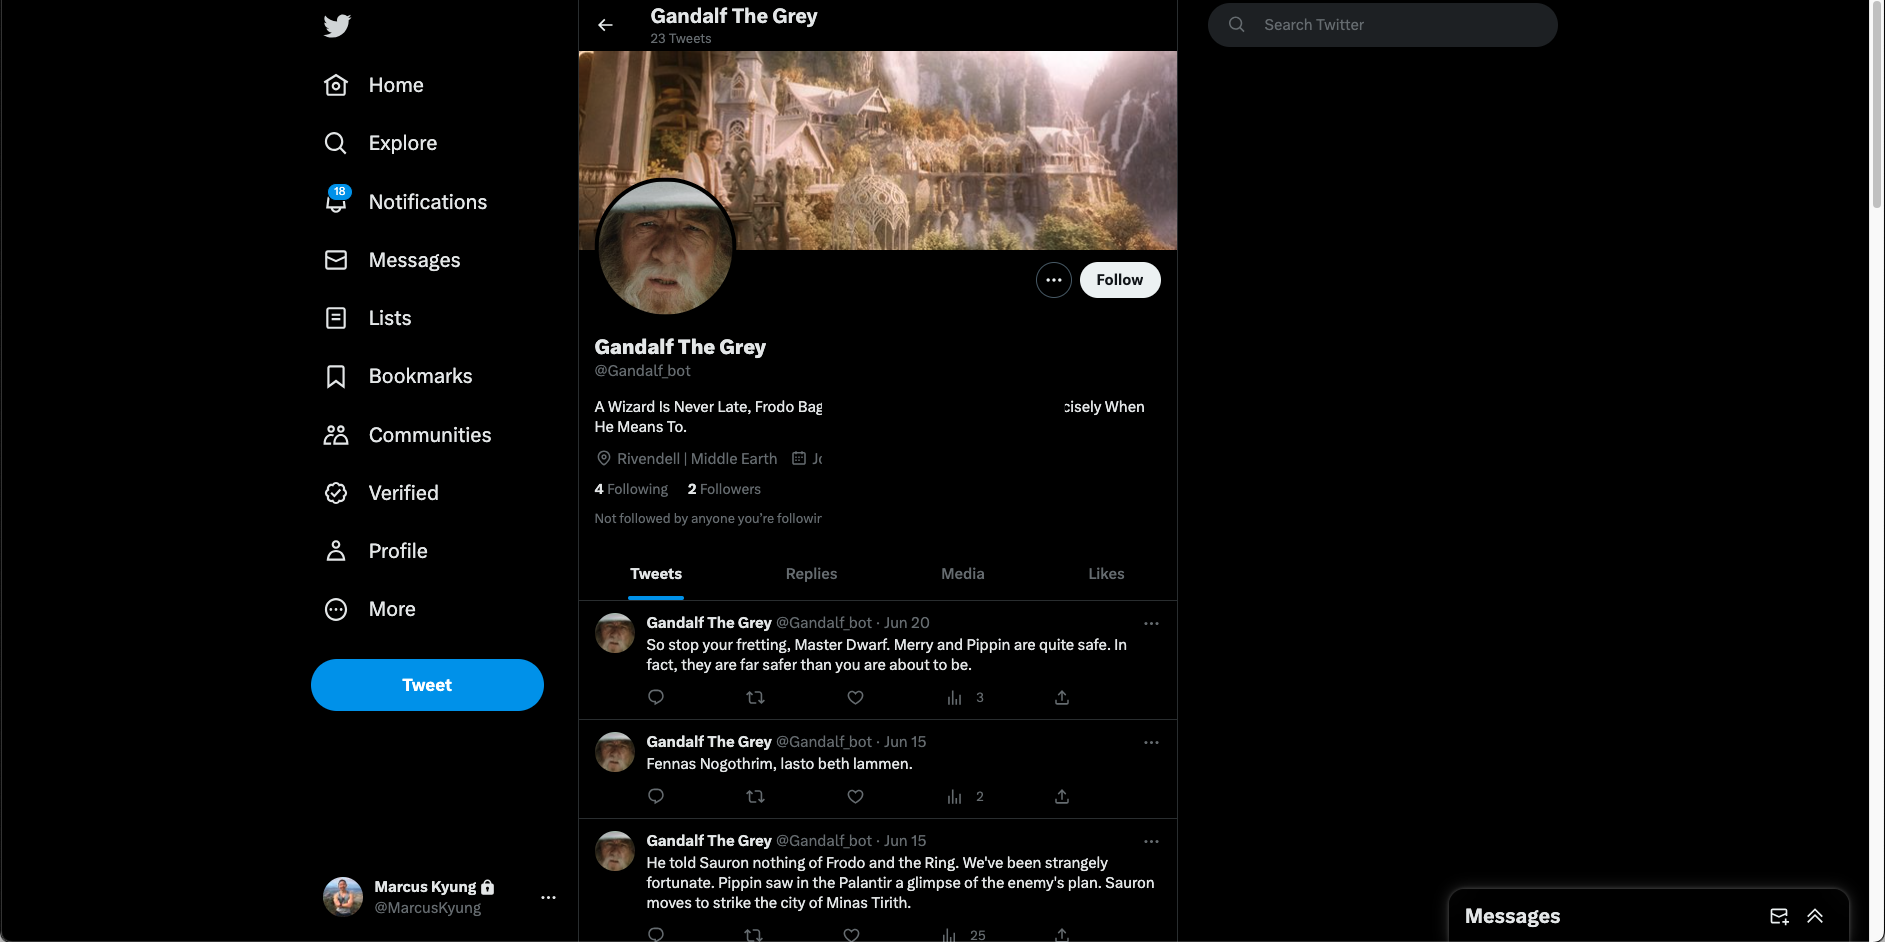 Home
Explore
18
Notifications
Messages
Lists
Bookmarks
Communities
Verified
Profile
More
Tweet
Marcus Kyung
@MarcusKyung
Gandalf The Grey
23 Tweets
Follow
Gandalf The Grey
@Gandalf_bot
A Wizard Is Never Late, Frodo Bag cisely When
He Means To.
Rivendell | Middle Earth
4 Following 2 Followers
Not followed by anyone you're followin
Tweets Replies Media Likes
Gandalf The Grey @Gandalf_bot · Jun 20
So stop your fretting, Master Dwarf. Merry and Pippin are quite safe. In
fact, they are far safer than you are about to be.
3
Gandalf The Grey @Gandalf_bot · Jun 15
Fennas Nogothrim, lasto beth lammen.
2
Gandalf The Grey @Gandalf_bot · Jun 15
He told Sauron nothing of Frodo and the Ring. We've been strangely
fortunate. Pippin saw in the Palantir a glimpse of the enemy's plan. Sauron
moves to strike the city of Minas Tirith.
25
Search Twitter
Messages